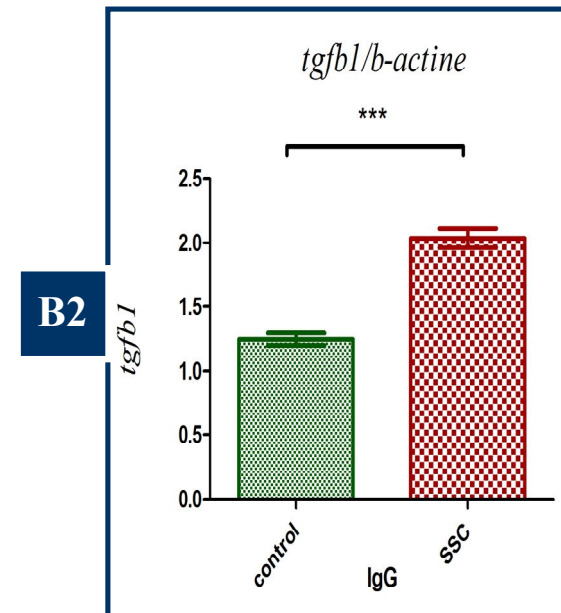 tgfb1/b-actine
***
2.5
2.0
1.5
1.0
0.5
0.0
B2
tgfb1
control
SSC
IgG